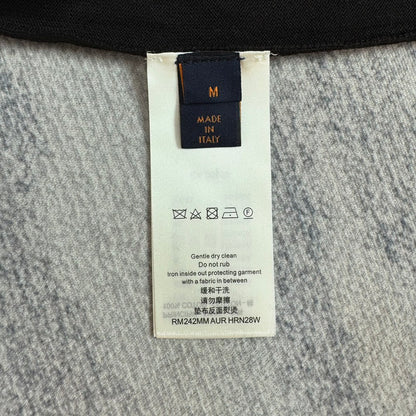 M
MADE
IN
ITALY
Gentle dry clean
Do not rub
Iron inside out protecting garment
with a fabric in between
缓和干洗
请勿摩擦
垫布反面熨烫
RM242MM AUR HRN28W